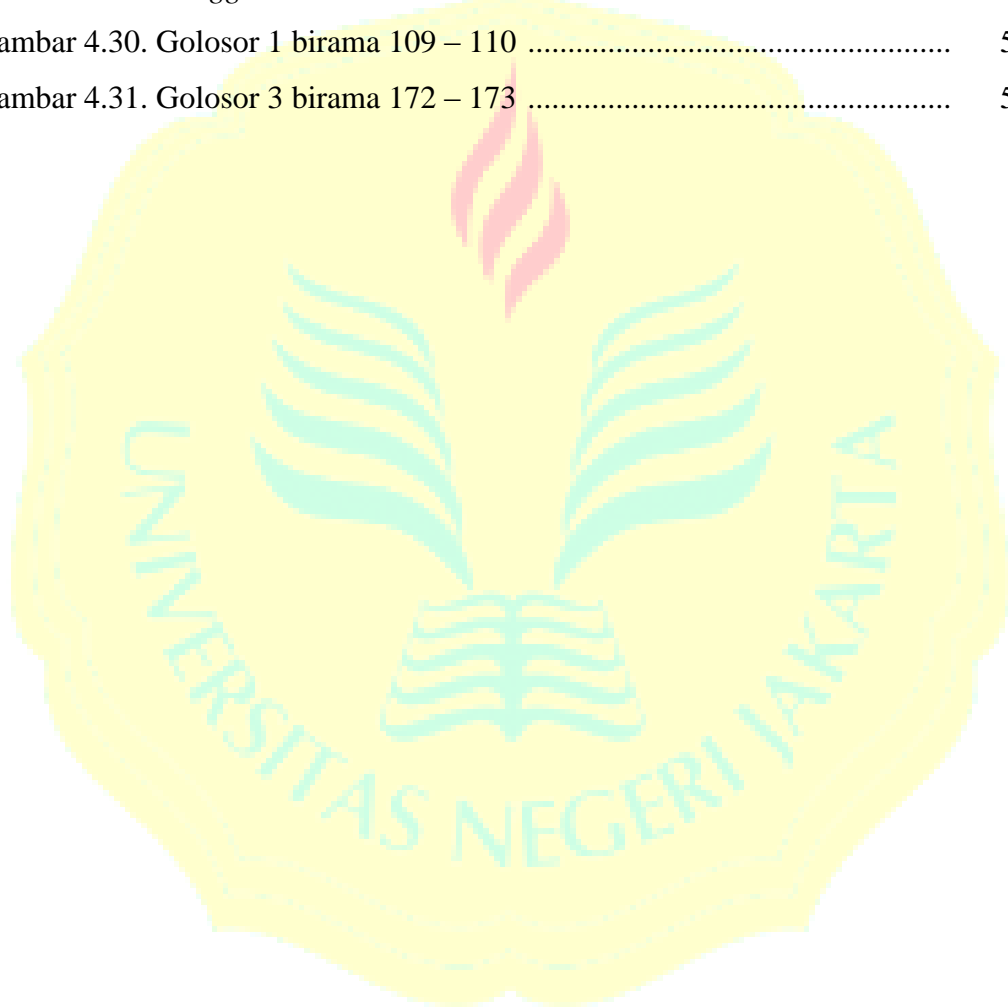 ambar 4.30. Golosor 1 birama 109 – 110 .................................................... 5
ambar 4.31. Golosor 3 birama 172 – 173 .................................................... 5
UNIVERSITAS NEGERI JAKARTA